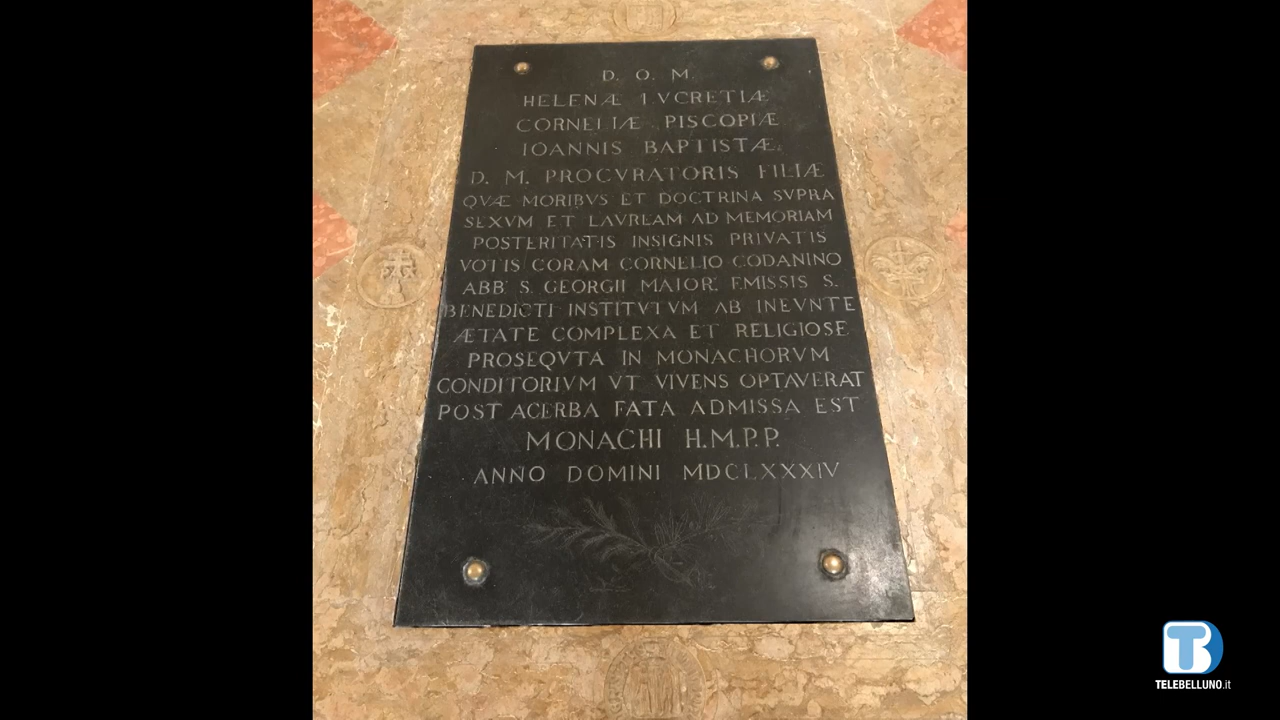 D. O. M.
HELENÆ LVCRETIÆ
CORNELIÆ PISCOPIÆ
IOANNIS BAPTISTÆ
D. M. PROCVRATORIS FILIÆ
QVÆ MORIBVS ET DOCTRINA SVPRA
SEXVM ET LAVREAM AD MEMORIAM
POSTERITATIS INSIGNIS PRIVATIS
VOTIS CORAM CORNELIO CODANINO
ABB. S. GEORGII MAIOR. EMISSIS S.
BENEDICTI INSTITVTVM AB INEVNTE
ÆTATE COMPLEXA ET RELIGIOSE
PROSEQVTA IN MONACHORVM
CONDITORIVM VT VIVENS OPTAVERAT
POST ACERBA FATA ADMISSA EST
MONACHI H.M.P.P.
ANNO DOMINI MDCLXXXIV
TB
TELEBELLUNO.it